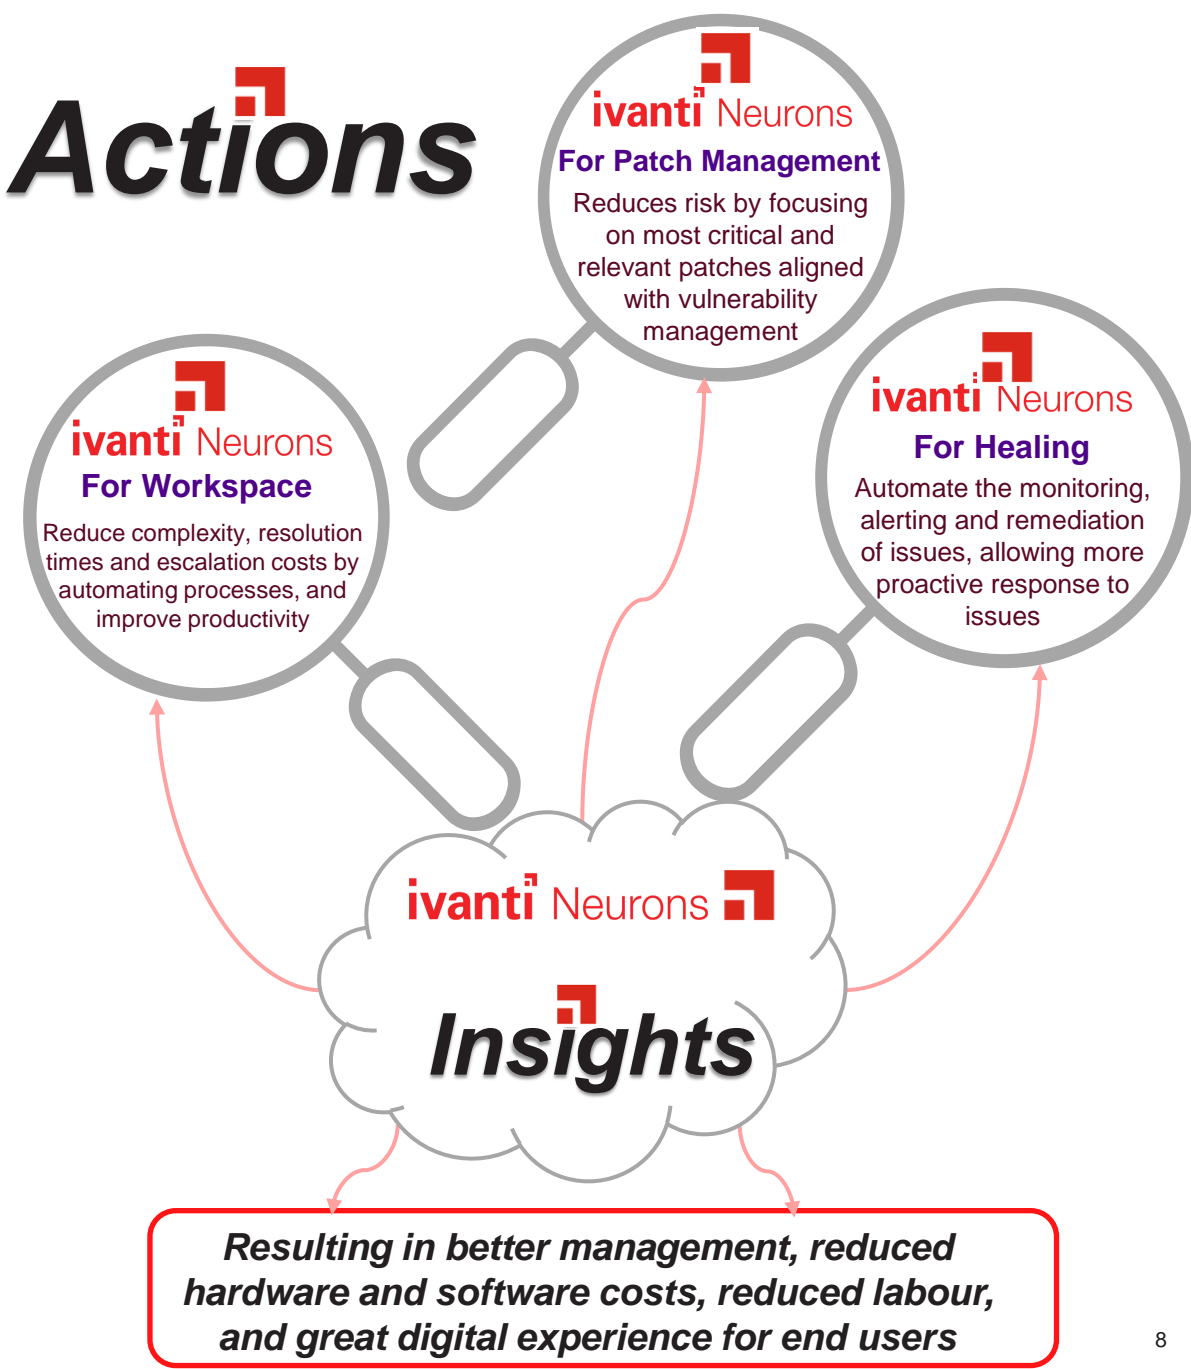 Actions
ivanti Neurons
For Patch Management
Reduces risk by focusing
on most critical and
relevant patches aligned
with vulnerability
management
ivanti Neurons
For Workspace
Reduce complexity, resolution
times and escalation costs by
automating processes, and
improve productivity
ivanti Neurons
For Healing
Automate the monitoring,
alerting and remediation
of issues, allowing more
proactive response to
issues
ivanti Neurons
Insights
Resulting in better management, reduced
hardware and software costs, reduced labour,
and great digital experience for end users
8